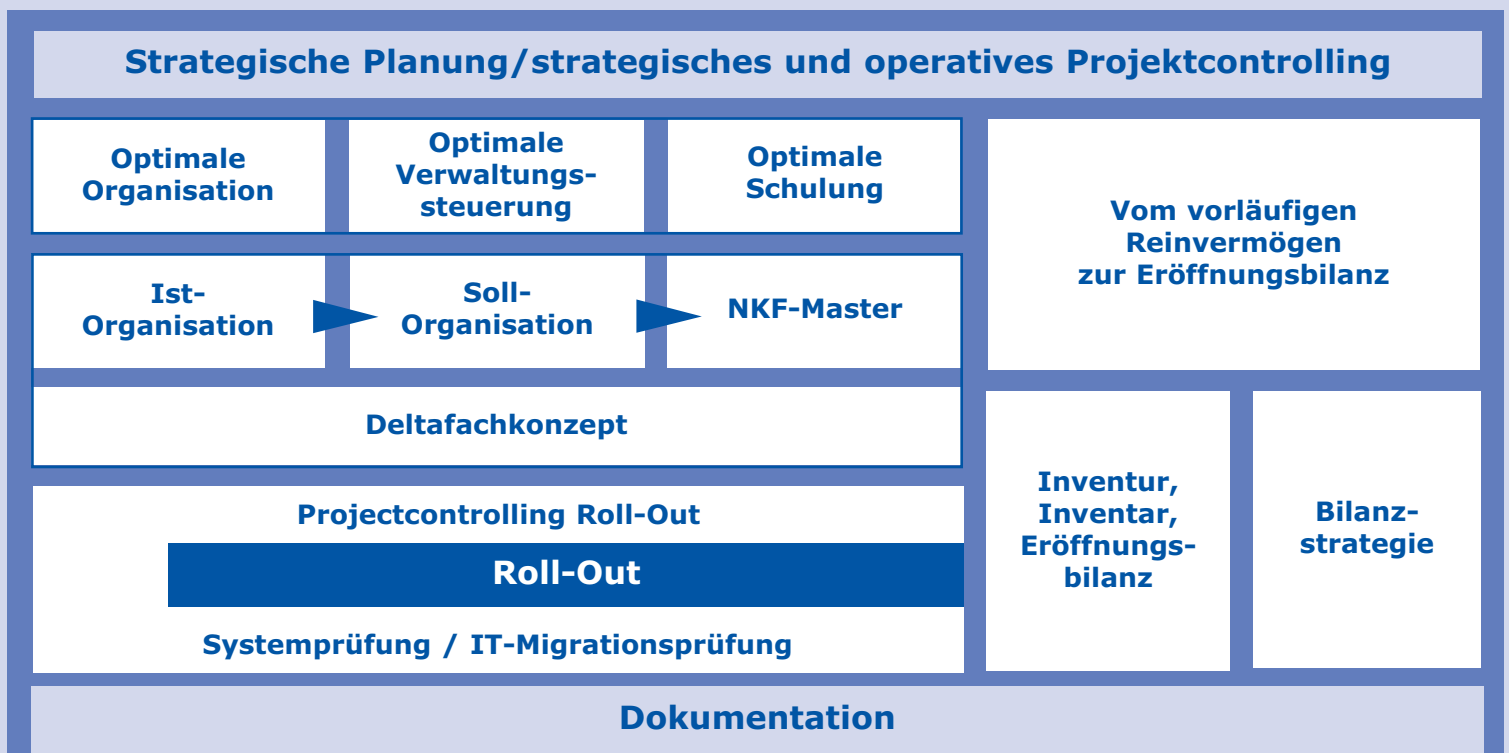 Strategische Planung/strategisches und operatives Projektcontrolling
Optimale
Organisation
Optimale
Verwaltungs-
steuerung
Optimale
Schulung
Ist-
Organisation
Soll-
Organisation
NKF-Master
Deltafachkonzept
Projectcontrolling Roll-Out
Roll-Out
Systemprüfung / IT-Migrationsprüfung
Vom vorläufigen
Reinvermögen
zur Eröffnungsbilanz
Inventur,
Inventar,
Eröffnungs-
bilanz
Bilanz-
strategie
Dokumentation